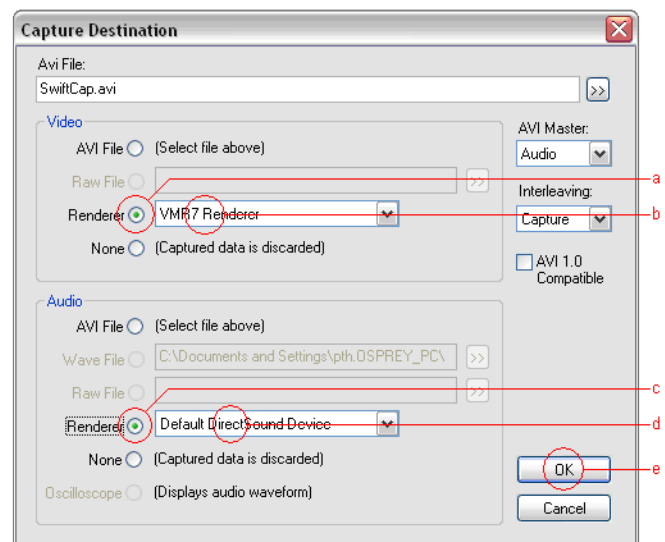 Capture Destination
Avi File:
SwiftCap.avi >>
Video
AVI File (Select file above)
Raw File >>
Renderer VMR7 Renderer
None (Captured data is discarded)
AVI Master:
Audio
Interleaving:
Capture
AVI 1.0
Compatible
a
b
Audio
AVI File (Select file above)
Wave File C:\Documents and Settings\pth.OSPREY_PC\ >>
Raw File >>
Renderer Default DirectSound Device
None (Captured data is discarded)
Oscilloscope (Displays audio waveform)
c
d
OK
e
Cancel